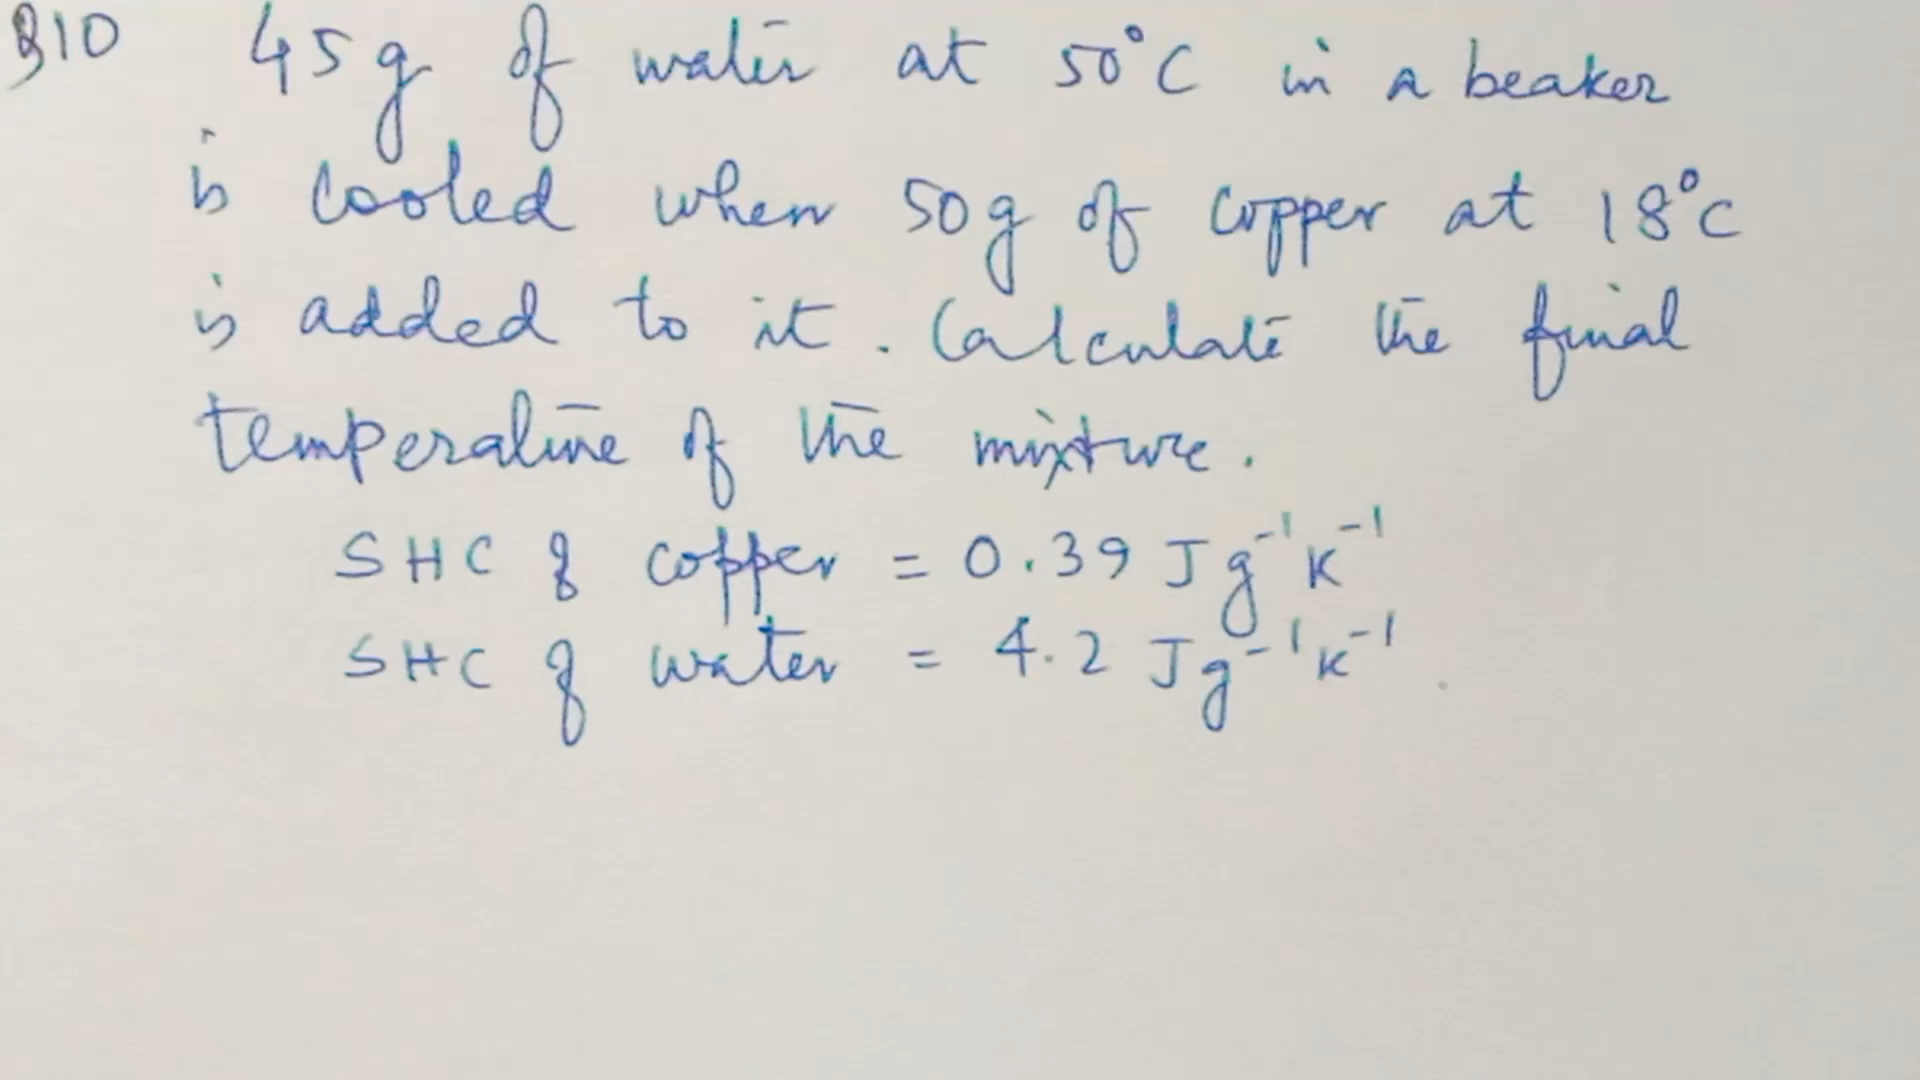 B10 45g of water at 50°C in a beaker
is cooled when 50g of copper at 18°C
is added to it. Calculate the final
temperature of the mixture.
SHC of copper = 0.39 Jg⁻¹K⁻¹
SHC of water = 4.2 Jg⁻¹K⁻¹